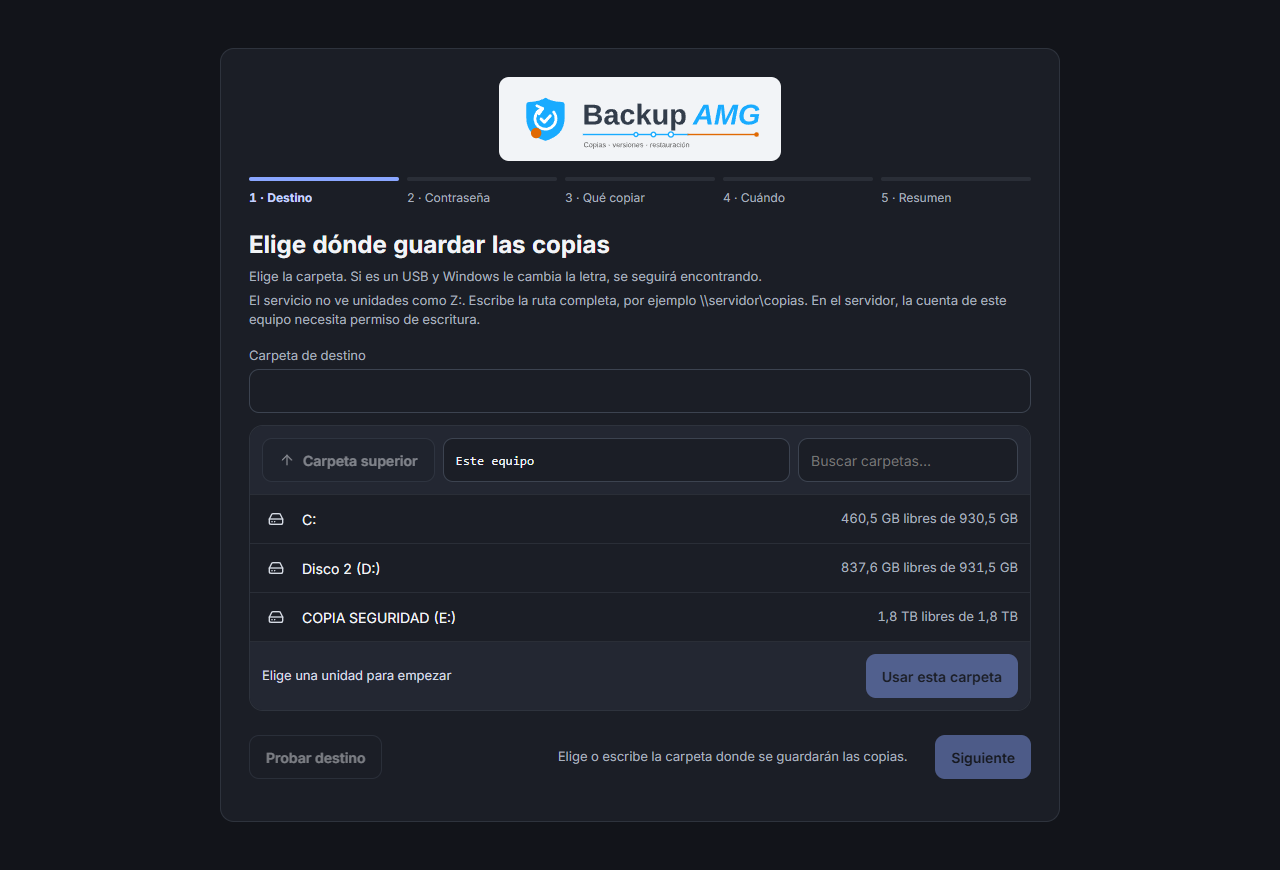 Backup AMG
Copias · versiones · restauración
1 · Destino
2 · Contraseña
3 · Qué copiar
4 · Cuándo
5 · Resumen
Elige dónde guardar las copias
Elige la carpeta. Si es un USB y Windows le cambia la letra, se seguirá encontrando.
El servicio no ve unidades como Z:. Escribe la ruta completa, por ejemplo \\servidor\copias. En el servidor, la cuenta de este
equipo necesita permiso de escritura.
Carpeta de destino
Carpeta superior
Este equipo
Buscar carpetas...
C:
460,5 GB libres de 930,5 GB
Disco 2 (D:)
837,6 GB libres de 931,5 GB
COPIA SEGURIDAD (E:)
1,8 TB libres de 1,8 TB
Elige una unidad para empezar
Usar esta carpeta
Probar destino
Elige o escribe la carpeta donde se guardarán las copias.
Siguiente